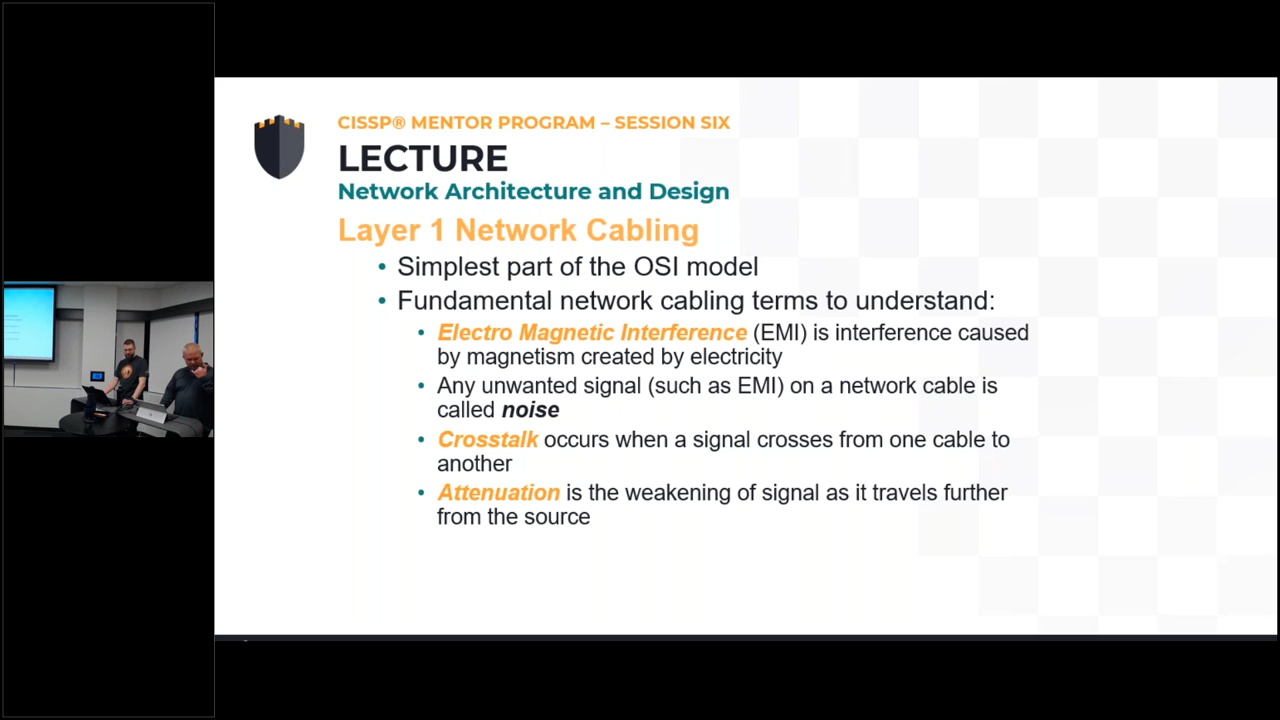 CISSP® MENTOR PROGRAM – SESSION SIX
LECTURE
Network Architecture and Design
Layer 1 Network Cabling
• Simplest part of the OSI model
• Fundamental network cabling terms to understand:
• Electro Magnetic Interference (EMI) is interference caused
by magnetism created by electricity
• Any unwanted signal (such as EMI) on a network cable is
called noise
• Crosstalk occurs when a signal crosses from one cable to
another
• Attenuation is the weakening of signal as it travels further
from the source